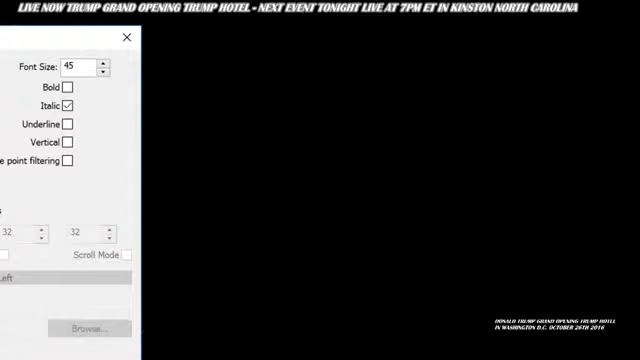 LIVE NOW TRUMP GRAND OPENING TRUMP HOTEL - NEXT EVENT TONIGHT LIVE AT 7PM ET IN KINSTON NORTH CAROLINA
Font Size: 45
Bold
Italic
Underline
Vertical
e point filtering
s
32 32
Scroll Mode
Left
Browse...
DONALD TRUMP GRAND OPENING TRUMP HOTEL
IN WASHINGTON D.C. OCTOBER 26TH 2016